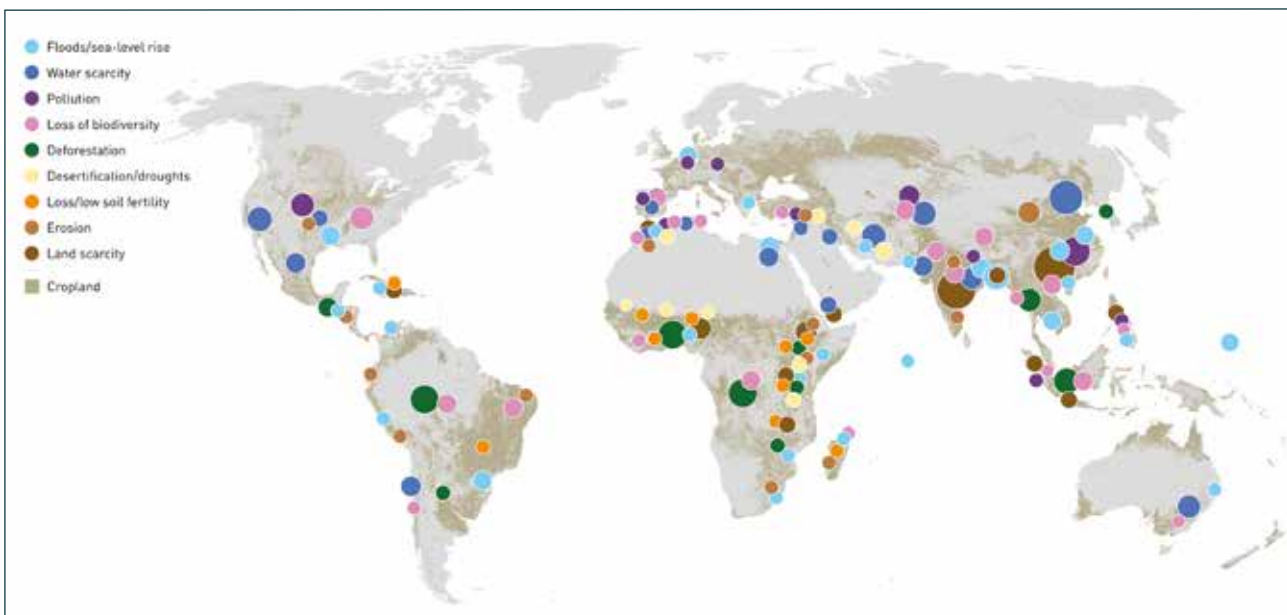 Floods/sea-level rise
Water scarcity
Pollution
Loss of biodiversity
Deforestation
Desertification/droughts
Loss/low soil fertility
Erosion
Land scarcity
Cropland